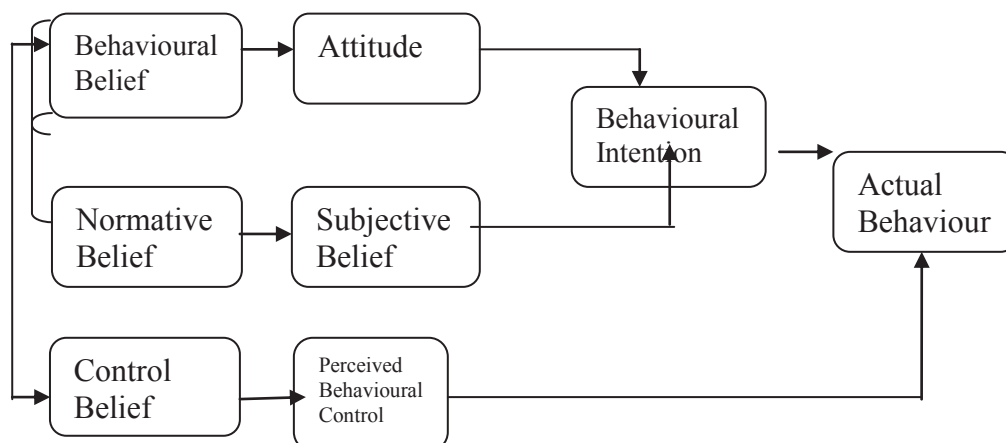 Behavioural
Belief
Attitude
Behavioural
Intention
Actual
Behaviour
Normative
Belief
Subjective
Belief
Control
Belief
Perceived
Behavioural
Control